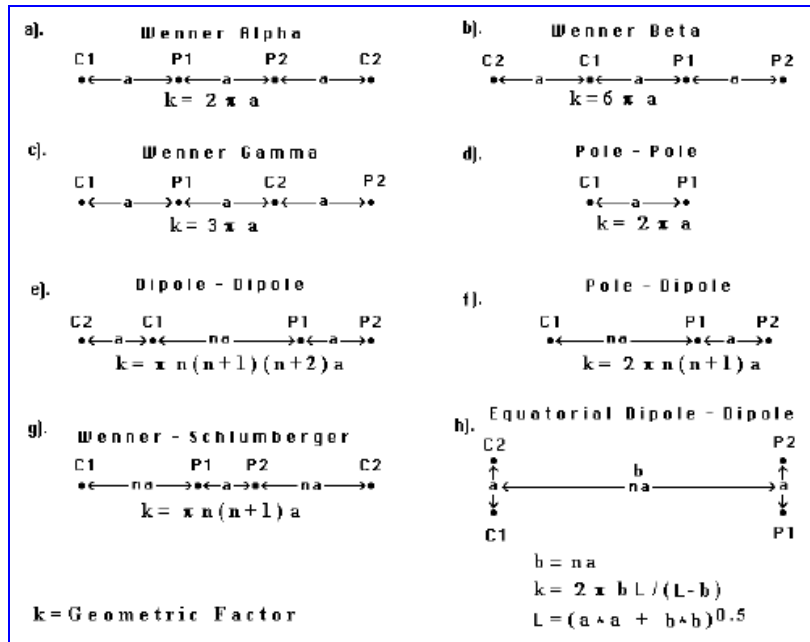 a).
Wenner Alpha
C1 P1 P2 C2
a a a
k = 2 π a
b).
Wenner Beta
C2 C1 P1 P2
a a a
k = 6 π a
c).
Wenner Gamma
C1 P1 C2 P2
a a a
k = 3 π a
d).
Pole - Pole
C1 P1
a
k = 2 π a
e).
Dipole - Dipole
C2 C1 P1 P2
a na a
k = π n(n+1)(n+2)a
f).
Pole - Dipole
C1 P1 P2
na a
k = 2 π n(n+1)a
g).
Wenner - Schlumberger
C1 P1 P2 C2
na a na
k = π n(n+1)a
h).
Equatorial Dipole - Dipole
C2 P2
b
a na a
C1 P1
b = na
k = 2 π b L / (L-b)
L = (a*a + b*b)^0.5
k = Geometric Factor